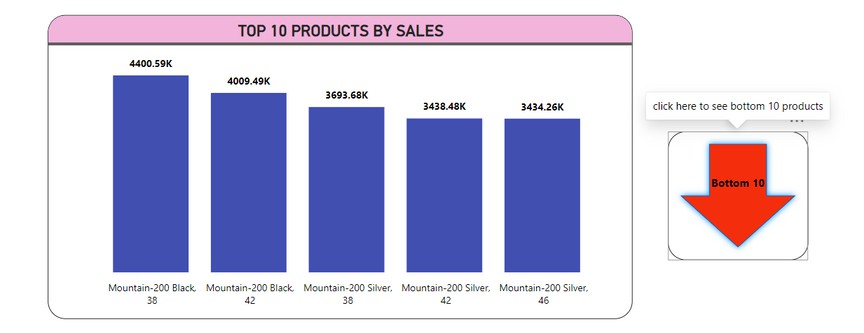 TOP 10 PRODUCTS BY SALES
4400.59K
4009.49K
3693.68K
3438.48K
3434.26K
Mountain-200 Black,
38
Mountain-200 Black,
42
Mountain-200 Silver,
38
Mountain-200 Silver,
42
Mountain-200 Silver,
46
click here to see bottom 10 products
Bottom 10